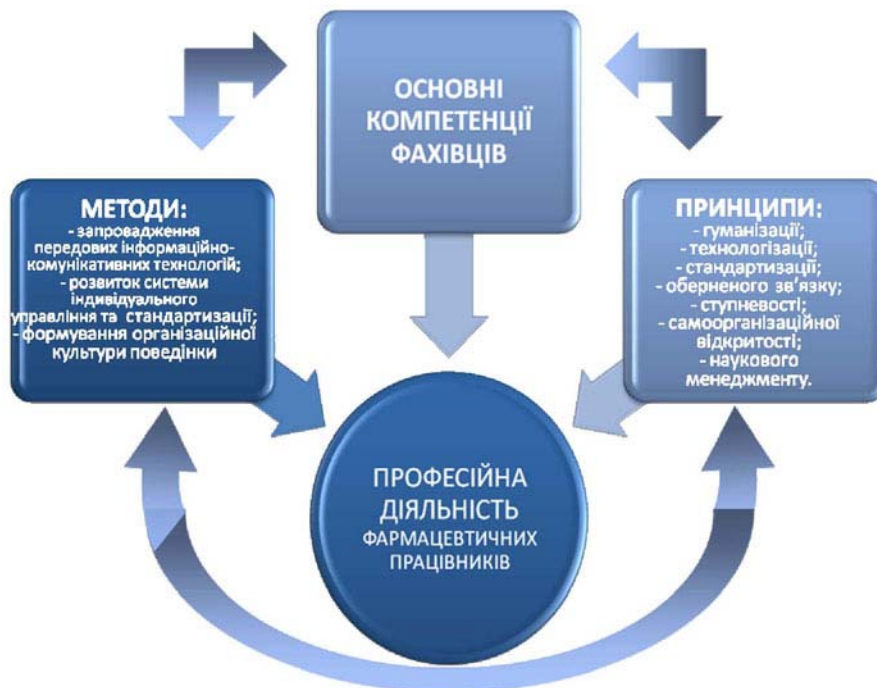 ОСНОВНІ
КОМПЕТЕНЦІЇ
ФАХІВЦІВ
МЕТОДИ:
- запровадження
передових інформаційно-
комунікативних технологій;
- розвиток системи
індивідуального
управління та стандартизації;
- формування організаційної
культури поведінки
ПРИНЦИПИ:
- гуманізації;
- технологізації;
- стандартизації;
- оберненого зв’язку;
- ступневості;
- самоорганізаційної
відкритості;
- наукового
менеджменту.
ПРОФЕСІЙНА
ДІЯЛЬНІСТЬ
ФАРМАЦЕВТИЧНИХ
ПРАЦІВНИКІВ